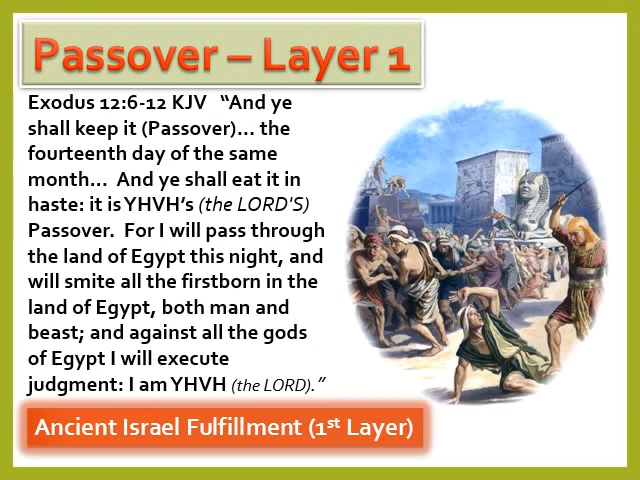 Passover – Layer 1
Exodus 12:6-12 KJV   “And ye
shall keep it (Passover)… the
fourteenth day of the same
month…  And ye shall eat it in
haste: it is YHVH’s (the LORD'S)
Passover.  For I will pass through
the land of Egypt this night, and
will smite all the firstborn in the
land of Egypt, both man and
beast; and against all the gods
of Egypt I will execute
judgment: I am YHVH (the LORD).”
Ancient Israel Fulfillment (1st Layer)